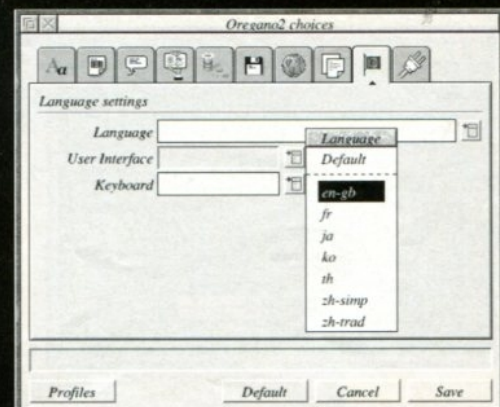 Oregano2 choices
Aa
Language settings
Language
User Interface
Keyboard
Language
Default
en-gb
fr
ja
ko
th
zh-simp
zh-trad
Profiles
Default
Cancel
Save